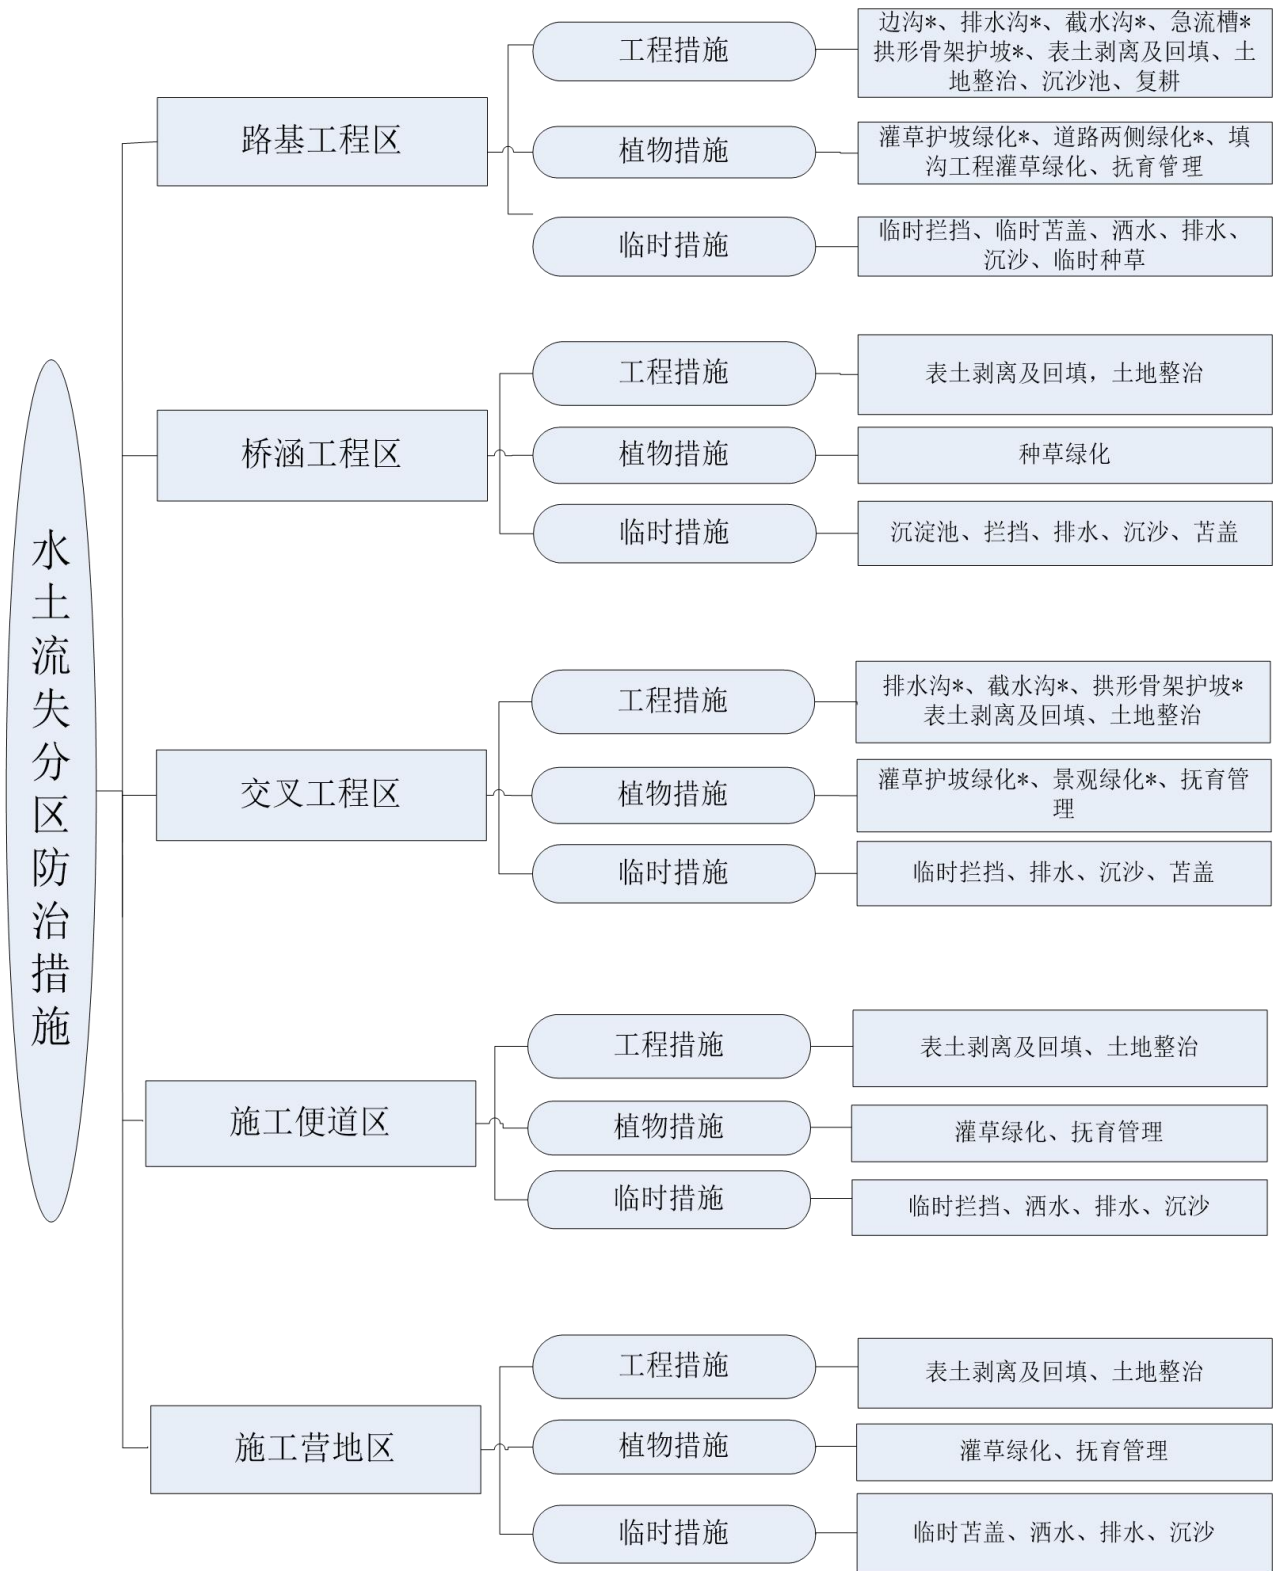 水土流失分区防治措施
路基工程区
工程措施
边沟*、排水沟*、截水沟*、急流槽*
拱形骨架护坡*、表土剥离及回填、土
地整治、沉沙池、复耕
植物措施
灌草护坡绿化*、道路两侧绿化*、填
沟工程灌草绿化、抚育管理
临时措施
临时拦挡、临时苫盖、洒水、排水、
沉沙、临时种草
桥涵工程区
工程措施
表土剥离及回填，土地整治
植物措施
种草绿化
临时措施
沉淀池、拦挡、排水、沉沙、苫盖
交叉工程区
工程措施
排水沟*、截水沟*、拱形骨架护坡*
表土剥离及回填、土地整治
植物措施
灌草护坡绿化*、景观绿化*、抚育管
理
临时措施
临时拦挡、排水、沉沙、苫盖
施工便道区
工程措施
表土剥离及回填、土地整治
植物措施
灌草绿化、抚育管理
临时措施
临时拦挡、洒水、排水、沉沙
施工营地区
工程措施
表土剥离及回填、土地整治
植物措施
灌草绿化、抚育管理
临时措施
临时苫盖、洒水、排水、沉沙